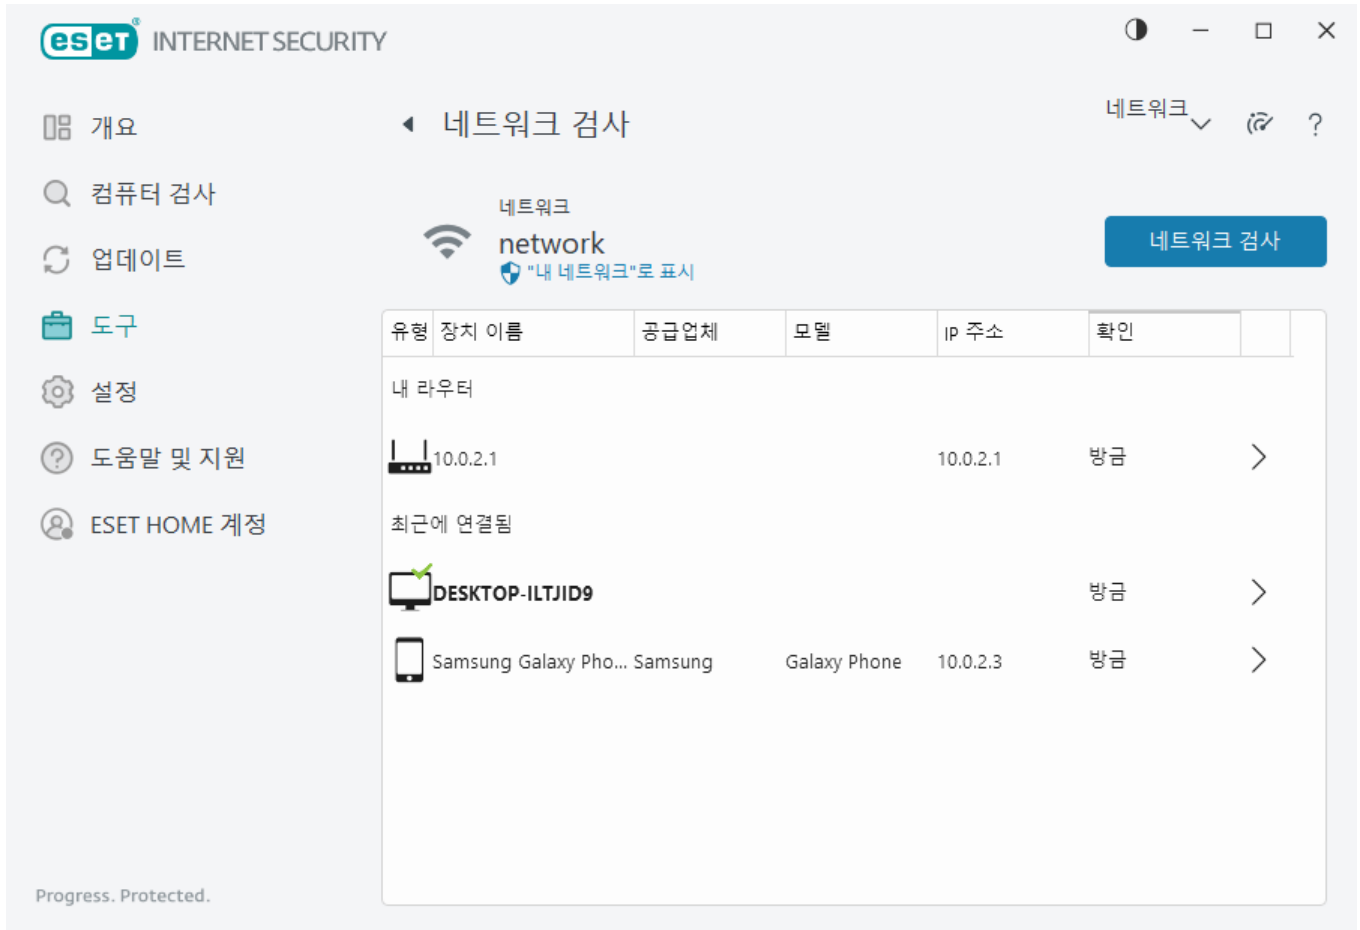 eset INTERNET SECURITY
개요
컴퓨터 검사
업데이트
도구
설정
도움말 및 지원
ESET HOME 계정
Progress. Protected.
네트워크 검사
네트워크
?
네트워크
network
"내 네트워크"로 표시
네트워크 검사
유형 장치 이름 공급업체 모델 IP 주소 확인
내 라우터
10.0.2.1 10.0.2.1 방금
최근에 연결됨
DESKTOP-ILTJID9 방금
Samsung Galaxy Pho... Samsung Galaxy Phone 10.0.2.3 방금